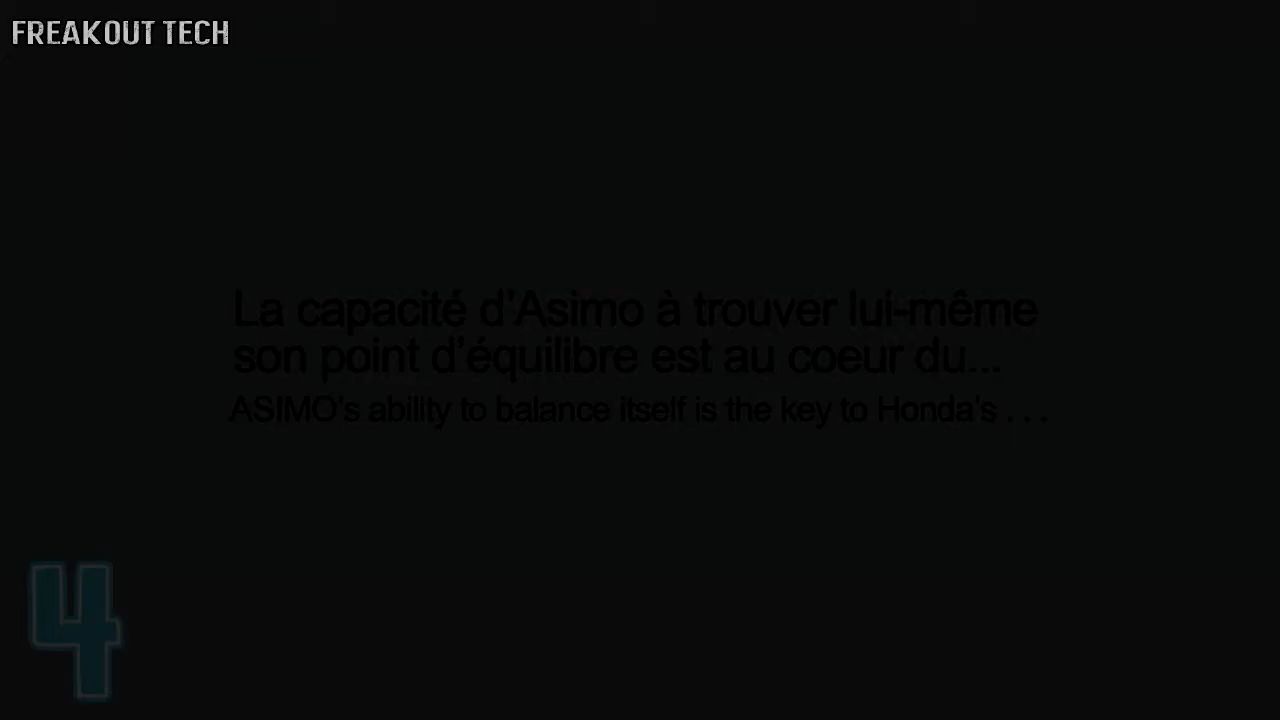 FREAKOUT TECH
La capacité d'Asimo à trouver lui-même
son point d'équilibre est au coeur du...
ASIMO's ability to balance itself is the key to Honda's . . .
4